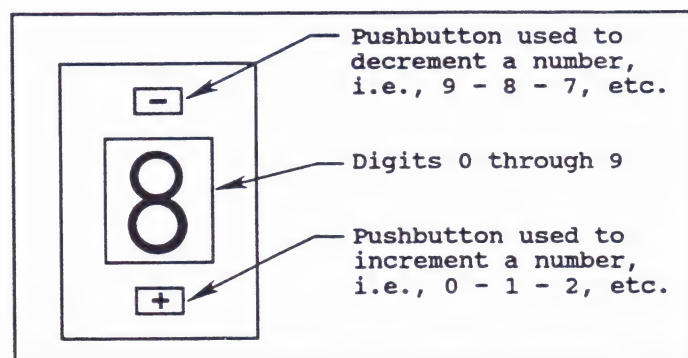 Pushbutton used to
decrement a number,
i.e., 9 - 8 - 7, etc.
-
8
Digits 0 through 9
Pushbutton used to
increment a number,
i.e., 0 - 1 - 2, etc.
+